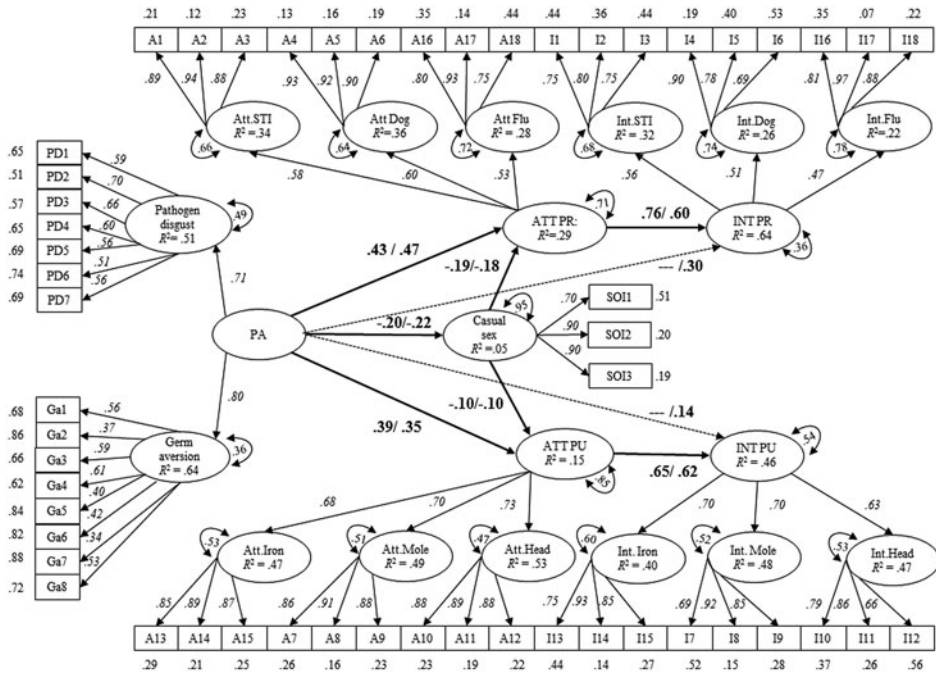 .21 .12 .23 .13 .16 .19 .35 .14 .44 .44 .36 .44 .19 .40 .53 .35 .07 .22
A1 A2 A3 A4 A5 A6 A16 A17 A18 I1 I2 I3 I4 I5 I6 I16 I17 I18
.89 .94 .88 .93 .92 .90 .80 .93 .75 .75 .80 .75 .90 .78 .69 .81 .97 .88
Att.STI
R² =.34
.66
Att.Dog
R² =.36
.64
Att.Flu
R² = .28
.72
Int.STI
R² = .32
.68
Int.Dog
R² =.26
.74
Int.Flu
R² =.22
.78
.58 .60 .53 .56 .51 .47
.65 PD1 .59
.51 PD2 .70
.57 PD3 .66
.65 PD4 .60
.69 PD5 .56
.74 PD6 .51
.69 PD7 .56
Pathogen
disgust
R²= .51
.49
.71
ATT PR:
R²=.29
.71
.76/ .60
INT PR
R² = .64
.36
.43 / .47
-.19/-.18
--- /.30
PA
-.20/-.22
Casual
sex
R² =.05
.95
.70 SOI1 .51
.90 SOI2 .20
.90 SOI3 .19
-.10/-.10
--- /.14
.39/ .35
.80
.68 Ga1 .56
.86 Ga2 .37
.66 Ga3 .59
.62 Ga4 .61
.84 Ga5 .40
.82 Ga6 .42
.88 Ga7 .34
.72 Ga8 .53
Germ
aversion
R² = .64
.36
ATT PU
R² = .15
.85
.65/ .62
INT PU
R² = .46
.54
.68 .70 .73 .70 .70 .63
Att.Iron
R² = .47
.53
Att.Mole
R² = .49
.51
Att.Head
R² = .53
.47
Int. Iron
R² = .40
.60
Int. Mole
R² = .48
.52
Int.Head
R² = .47
.53
.85 .89 .87 .86 .91 .88 .88 .89 .88 .75 .93 .85 .69 .92 .85 .79 .86 .66
A13 A14 A15 A7 A8 A9 A10 A11 A12 I13 I14 I15 I7 I8 I9 I10 I11 I12
.29 .21 .25 .26 .16 .23 .23 .19 .22 .44 .14 .27 .52 .15 .28 .37 .26 .56